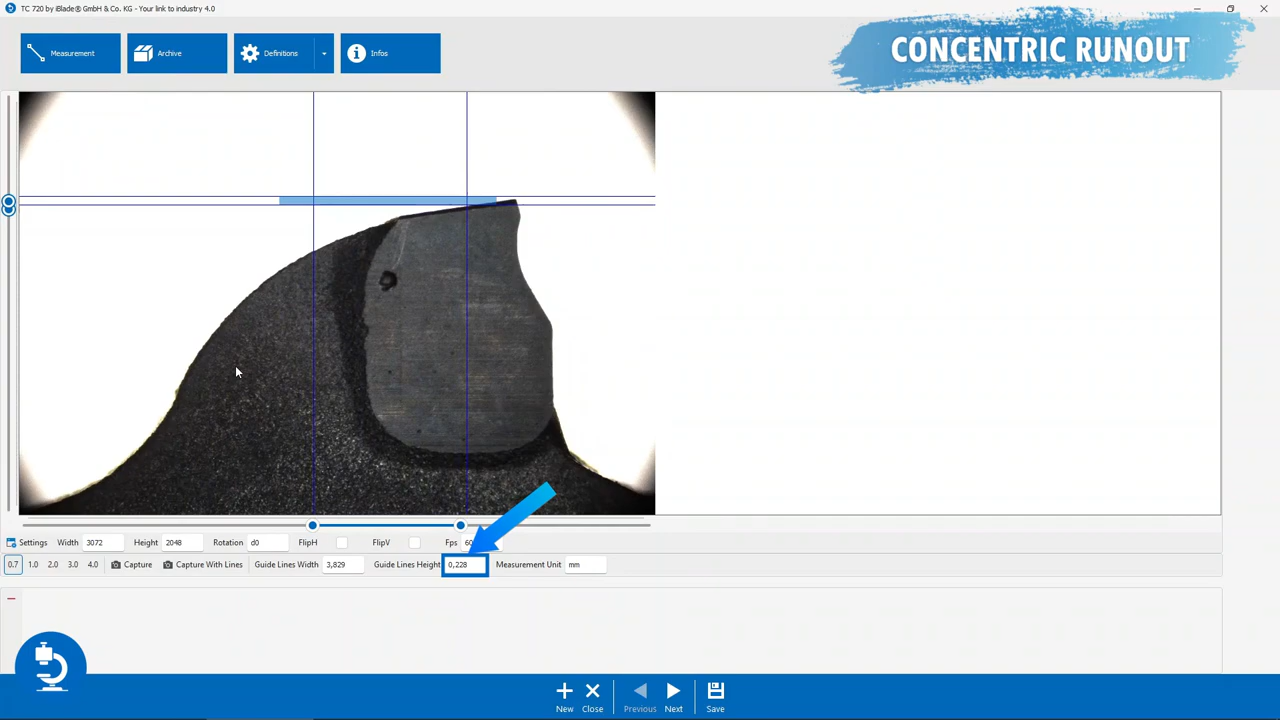 TC 720 by iBlade® GmbH & Co. KG - Your link to industry 4.0
Measurement
Archive
Definitions
Infos
CONCENTRIC RUNOUT
Settings Width 3072 Height 2048 Rotation d0 FlipH FlipV Fps
0.7 1.0 2.0 3.0 4.0 Capture Capture With Lines Guide Lines Width 3,829 Guide Lines Height 0,228 Measurement Unit mm
New Close Previous Next Save